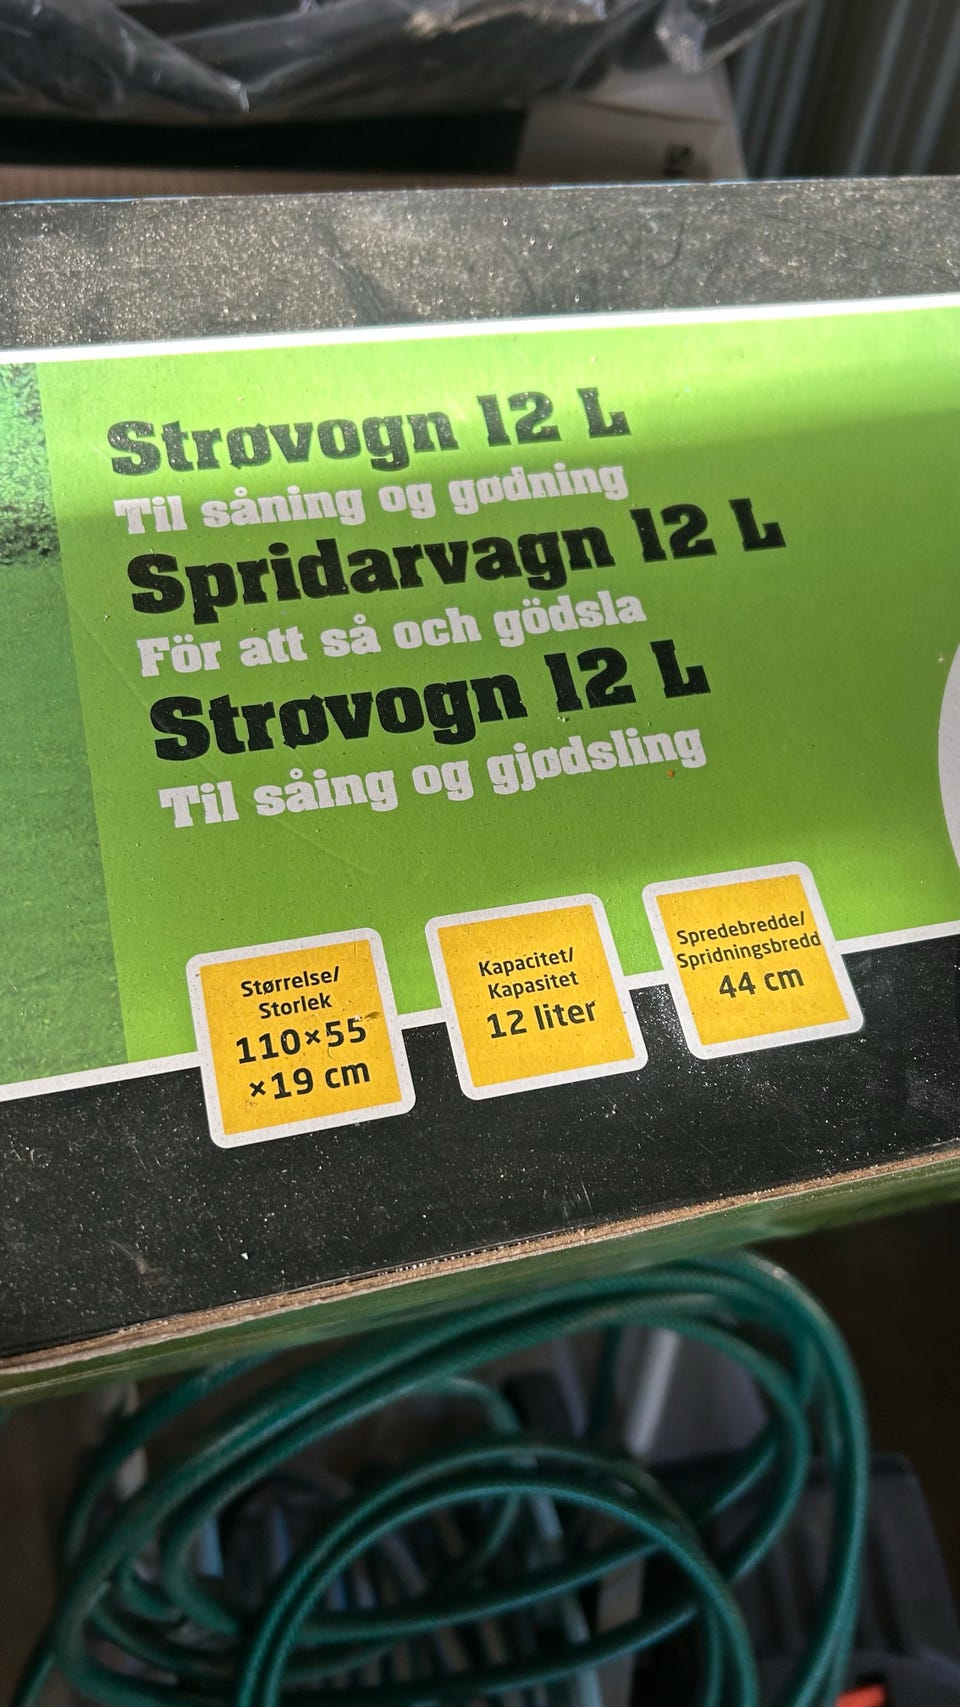 Strøvogn 12 L
Til såning og gødning
Spridarvagn 12 L
För att så och gödsla
Strøvogn 12 L
Til såing og gjødsling
Størrelse/
Storlek
110×55
×19 cm
Kapacitet/
Kapasitet
12 liter
Spredebredde/
Spridningsbredd
44 cm